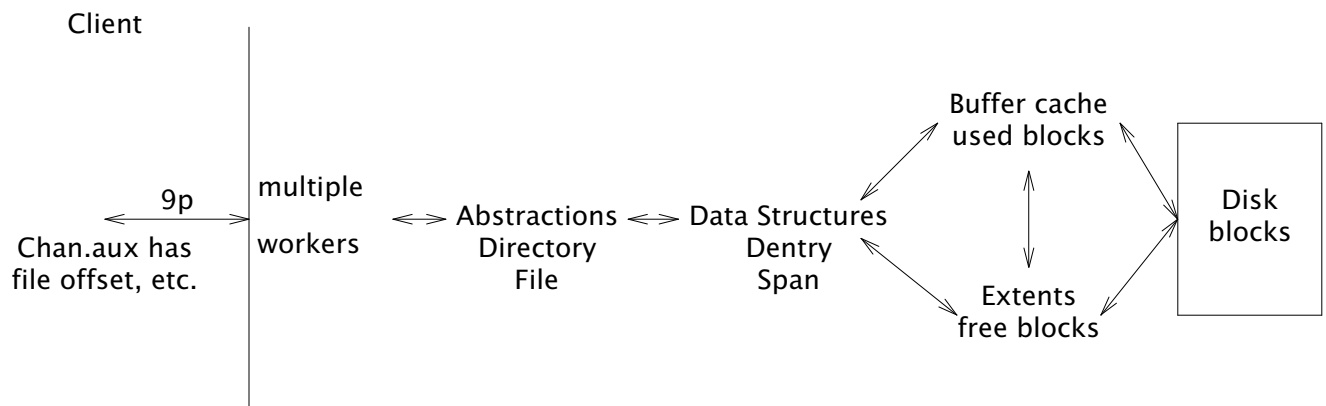 Client
9p
Chan.aux has
file offset, etc.
multiple
workers
Abstractions
Directory
File
Data Structures
Dentry
Span
Buffer cache
used blocks
Extents
free blocks
Disk
blocks